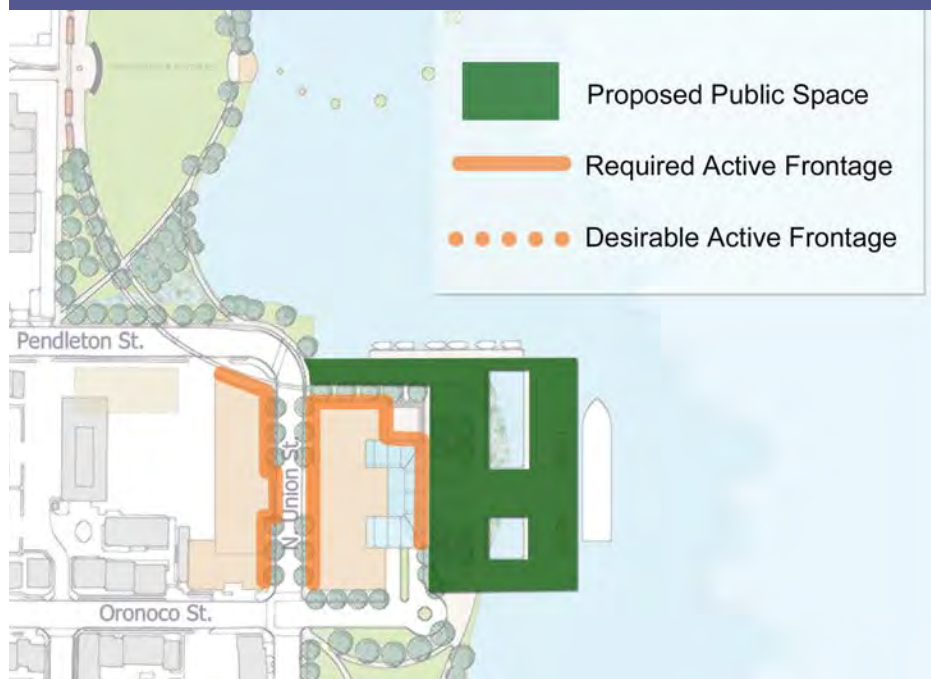 Proposed Public Space
Required Active Frontage
Desirable Active Frontage
Pendleton St.
N Union St.
Oronoco St.